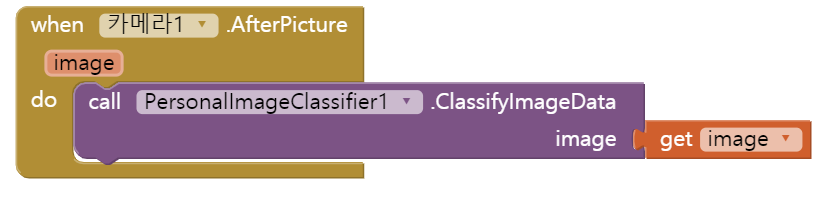 when 카메라1 .AfterPicture
image
do call PersonalImageClassifier1 .ClassifyImageData
image get image